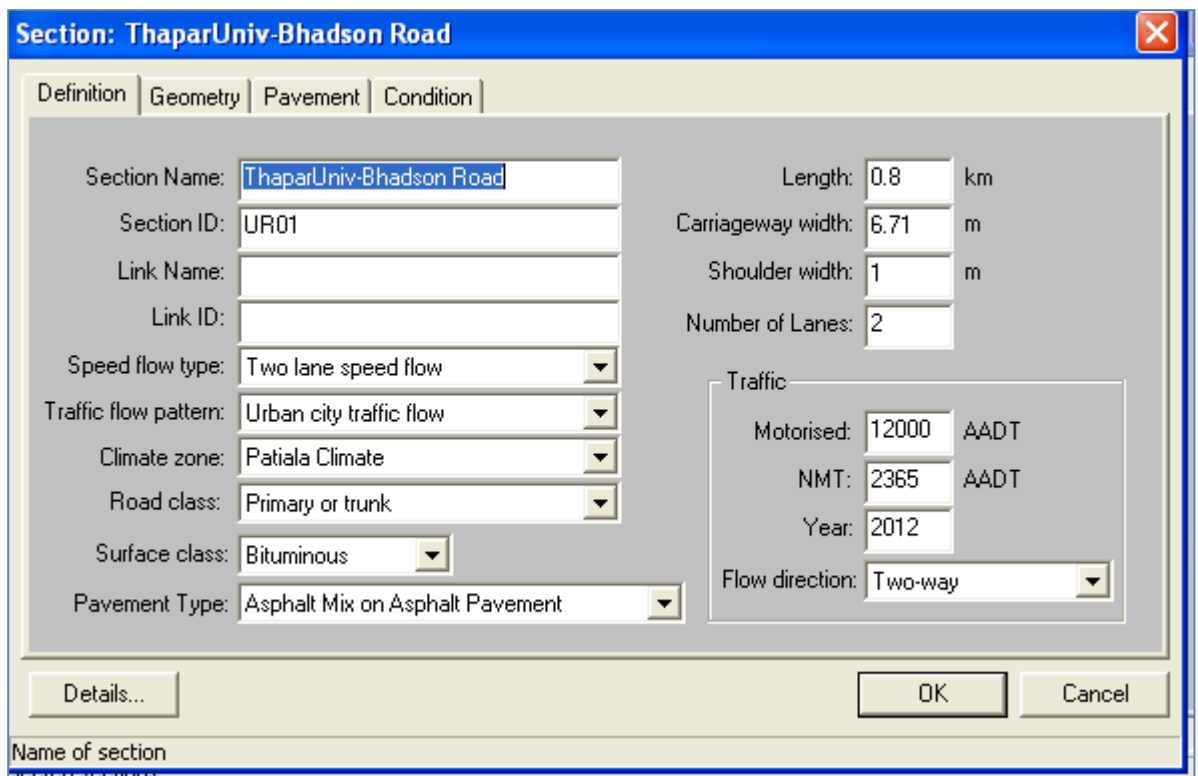 Section: ThaparUniv-Bhadson Road
Definition Geometry Pavement Condition
Section Name: ThaparUniv-Bhadson Road
Section ID: UR01
Link Name:
Link ID:
Speed flow type: Two lane speed flow
Traffic flow pattern: Urban city traffic flow
Climate zone: Patiala Climate
Road class: Primary or trunk
Surface class: Bituminous
Pavement Type: Asphalt Mix on Asphalt Pavement
Length: 0.8 km
Carriageway width: 6.71 m
Shoulder width: 1 m
Number of Lanes: 2
Traffic
Motorised: 12000 AADT
NMT: 2365 AADT
Year: 2012
Flow direction: Two-way
Details... OK Cancel
Name of section